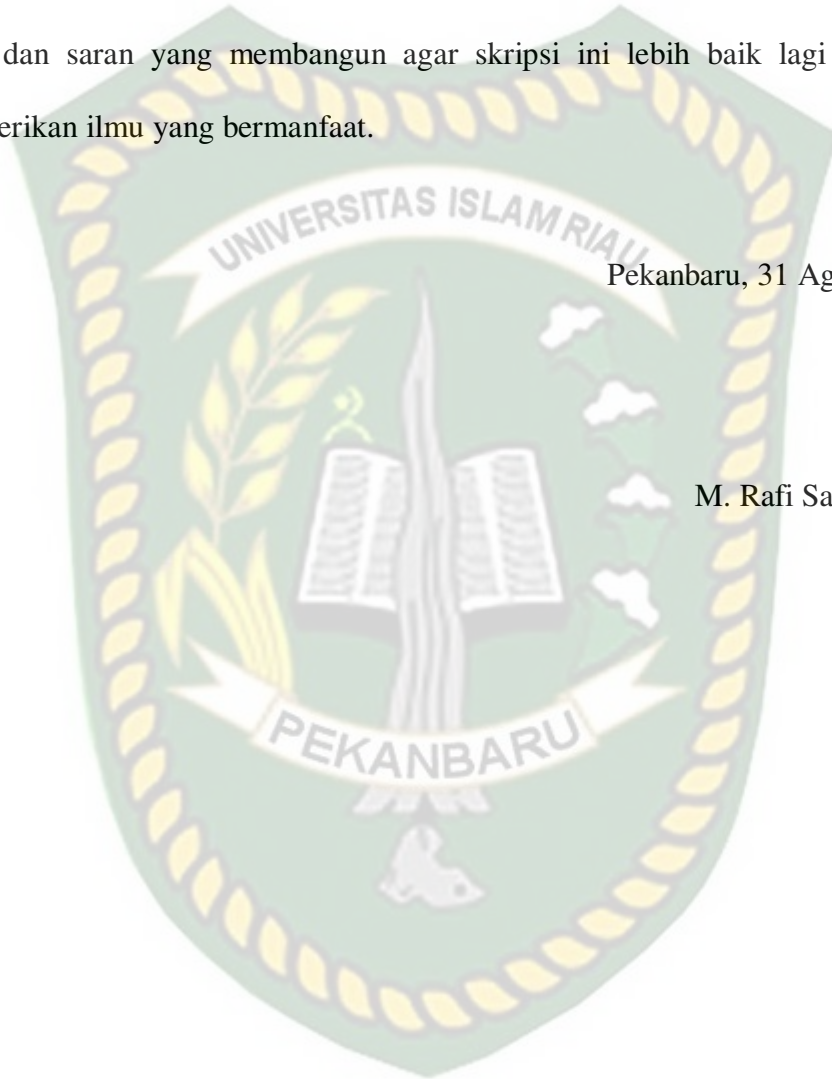 dan saran yang membangun agar skripsi ini lebih baik lagi
erikan ilmu yang bermanfaat.
UNIVERSITAS ISLAM RIAU
Pekanbaru, 31 Ag
M. Rafi Sa
PEKANBARU